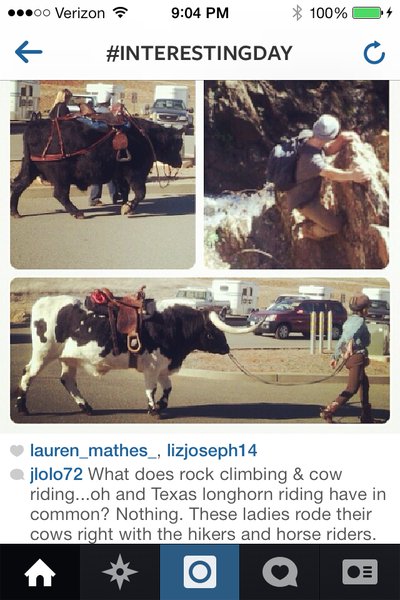 Verizon 9:04 PM 100%
#INTERESTINGDAY
lauren_mathes_, lizjoseph14
jlolo72 What does rock climbing & cow
riding...oh and Texas longhorn riding have in
common? Nothing. These ladies rode their
cows right with the hikers and horse riders.